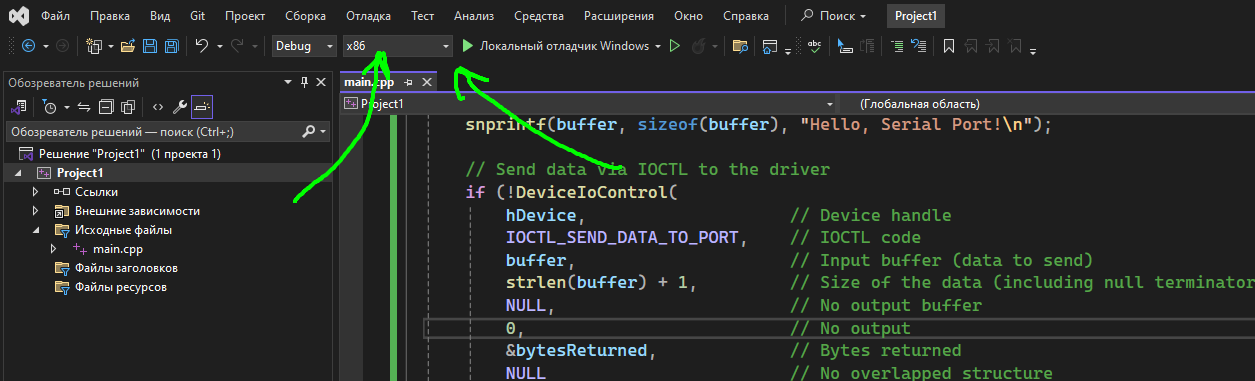 Файл Правка Вид Git Проект Сборка Отладка Тест Анализ Средства Расширения Окно Справка Поиск Project1
Debug x86 Локальный отладчик Windows
Обозреватель решений
Обозреватель решений — поиск (Ctrl+;)
Решение "Project1" (1 проекта 1)
Project1
Ссылки
Внешние зависимости
Исходные файлы
main.cpp
Файлы заголовков
Файлы ресурсов
main.cpp
Project1 (Глобальная область)
snprintf(buffer, sizeof(buffer), "Hello, Serial Port!\n");
// Send data via IOCTL to the driver
if (!DeviceIoControl(
hDevice, // Device handle
IOCTL_SEND_DATA_TO_PORT, // IOCTL code
buffer, // Input buffer (data to send)
strlen(buffer) + 1, // Size of the data (including null terminator
NULL, // No output buffer
0, // No output
&bytesReturned, // Bytes returned
NULL // No overlapped structure